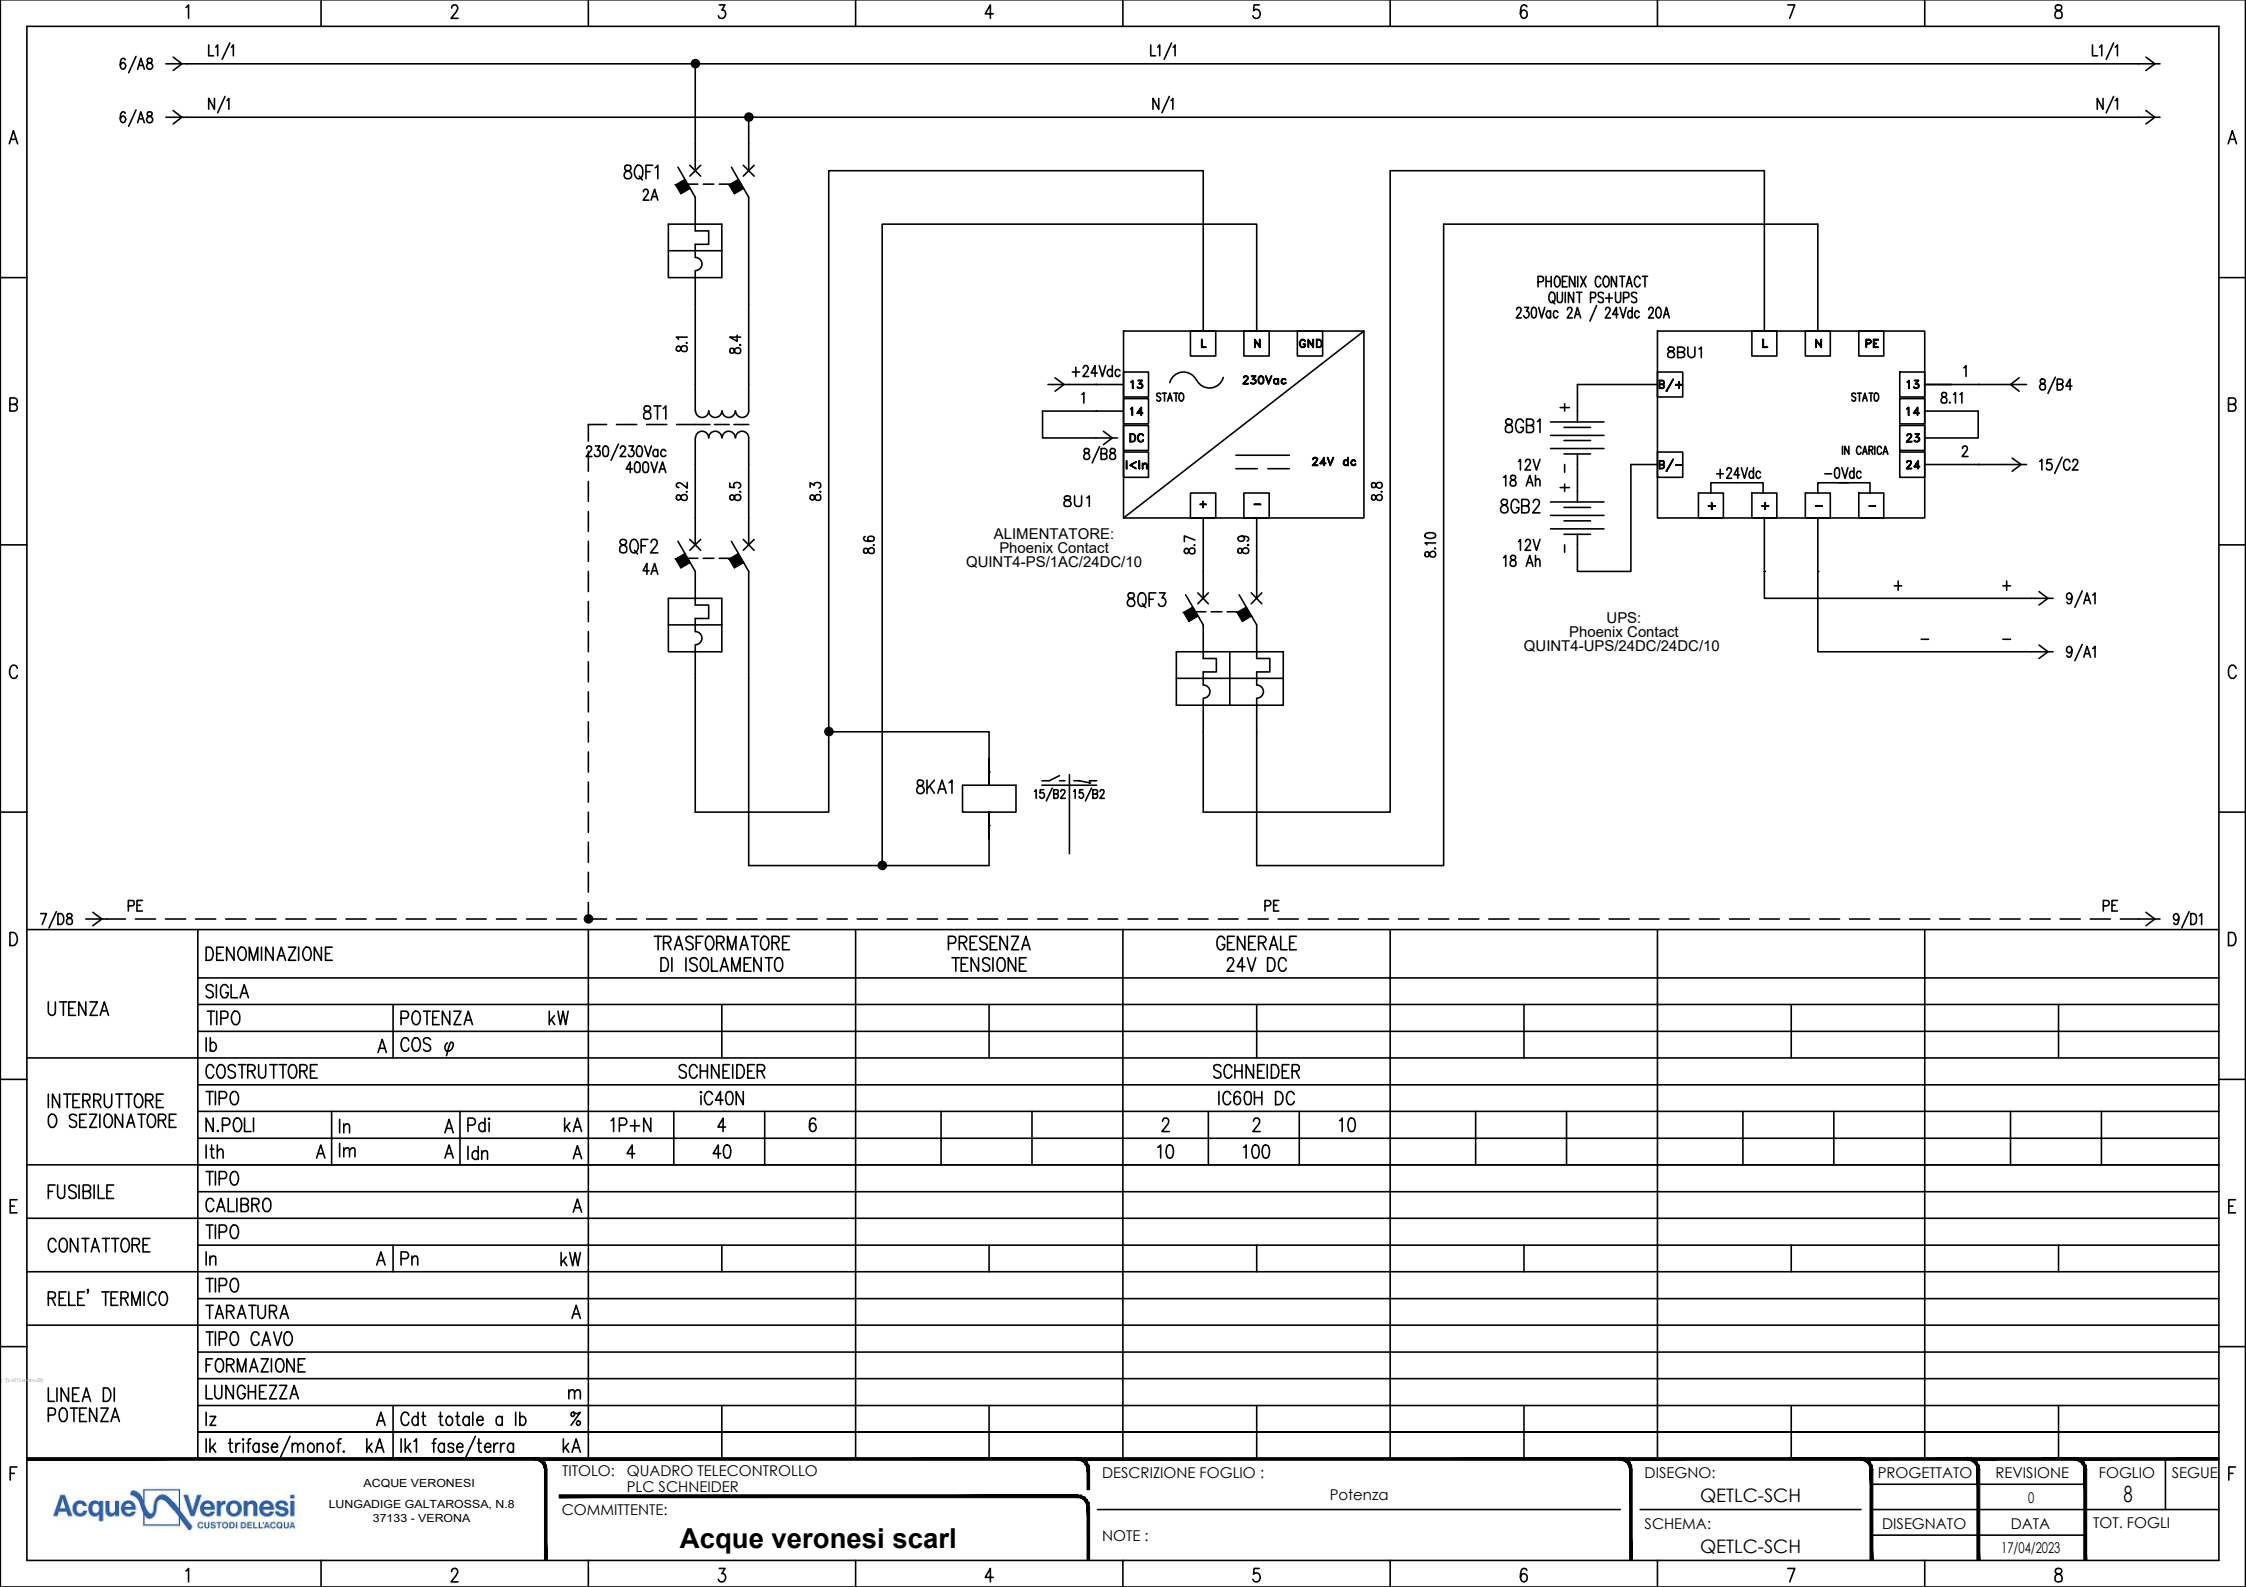 1 2 3 4 5 6 7 8
6/A8 L1/1 L1/1 L1/1
6/A8 N/1 N/1 N/1
A A
8QF1
2A
PHOENIX CONTACT
QUINT PS+UPS
230Vac 2A / 24Vdc 20A
8.1 8.4
L N GND
8BU1 L N PE
+24Vdc 13 230Vac
B/+ 13 1 8/B4
STATO STATO
B B
8T1 1 14
+ 14 8.11
8GB1
DC 23
230/230Vac
400VA
8/B8 I<In 24V dc
12V -
18 Ah +
B/- IN CARICA 24 2 15/C2
+24Vdc -0Vdc
8.2 8.5 8.3 8.8
8U1 + -
8GB2 + + - -
ALIMENTATORE:
Phoenix Contact
QUINT4-PS/1AC/24DC/10
8QF2
4A
8.6 8.7 8.9 8.10
12V -
18 Ah
8QF3
+ + 9/A1
UPS:
Phoenix Contact
QUINT4-UPS/24DC/24DC/10
- - 9/A1
C C
8KA1 15/B2 15/B2
7/D8 PE PE PE 9/D1
D D
UTENZA
DENOMINAZIONE
TRASFORMATORE
DI ISOLAMENTO
PRESENZA
TENSIONE
GENERALE
24V DC
SIGLA
TIPO POTENZA kW
Ib A COS φ
INTERRUTTORE
O SEZIONATORE
COSTRUTTORE SCHNEIDER SCHNEIDER
TIPO iC40N IC60H DC
N.POLI In A Pdi kA 1P+N 4 6 2 2 10
Ith A Im A Idn A 4 40 10 100
FUSIBILE
TIPO
CALIBRO A
E E
CONTATTORE
TIPO
In A Pn kW
RELE' TERMICO
TIPO
TARATURA A
LINEA DI
POTENZA
TIPO CAVO
FORMAZIONE
LUNGHEZZA m
Iz A Cdt totale a Ib %
Ik trifase/monof. kA Ik1 fase/terra kA
F F
Acque Veronesi
CUSTODI DELL'ACQUA
ACQUE VERONESI
LUNGADIGE GALTAROSSA, N.8
37133 - VERONA
TITOLO: QUADRO TELECONTROLLO
PLC SCHNEIDER
COMMITTENTE:
Acque veronesi scarl
DESCRIZIONE FOGLIO :
Potenza
NOTE :
DISEGNO:
QETLC-SCH
SCHEMA:
QETLC-SCH
PROGETTATO
DISEGNATO
REVISIONE
0
DATA
17/04/2023
FOGLIO
8
SEGUE
TOT. FOGLI
1 2 3 4 5 6 7 8